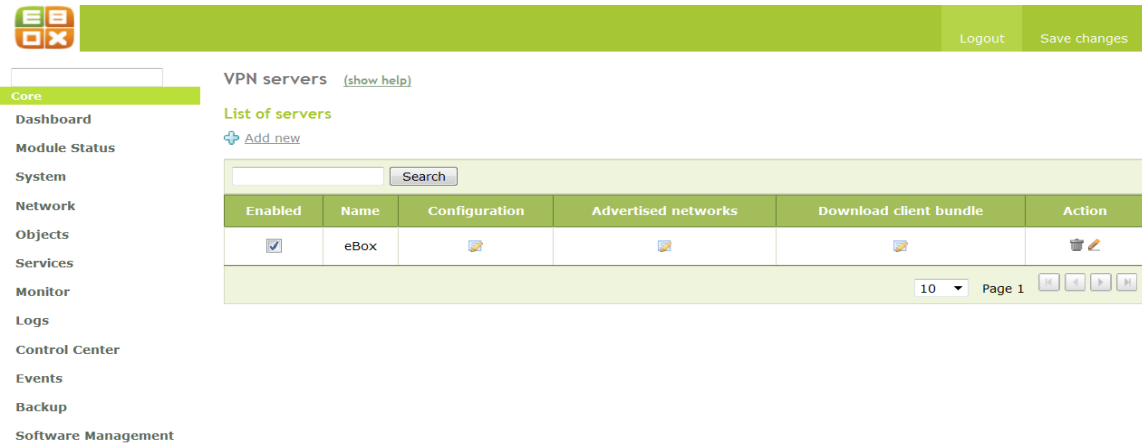 EBOX
Logout Save changes
VPN servers (show help)
Core
List of servers
Dashboard
Add new
Module Status
System
Search
Network
Enabled Name Configuration Advertised networks Download client bundle Action
Objects
eBox
Services
Monitor
10 Page 1
Logs
Control Center
Events
Backup
Software Management